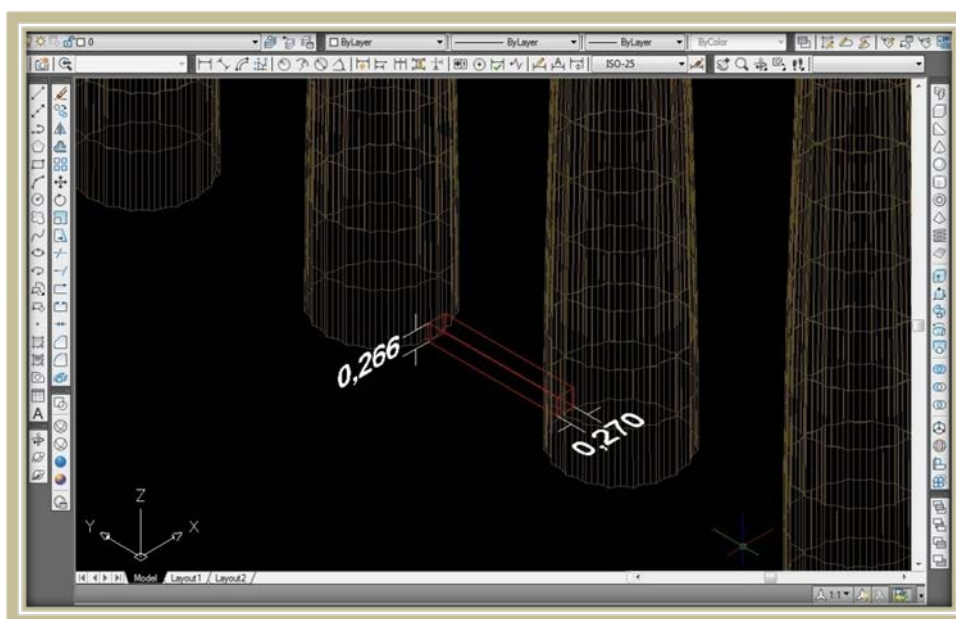 0 ByLayer ByLayer ByLayer ByColor
ISO-25
0,266
0,270
Z
Y X
Model Layout1 Layout2
1:1
A